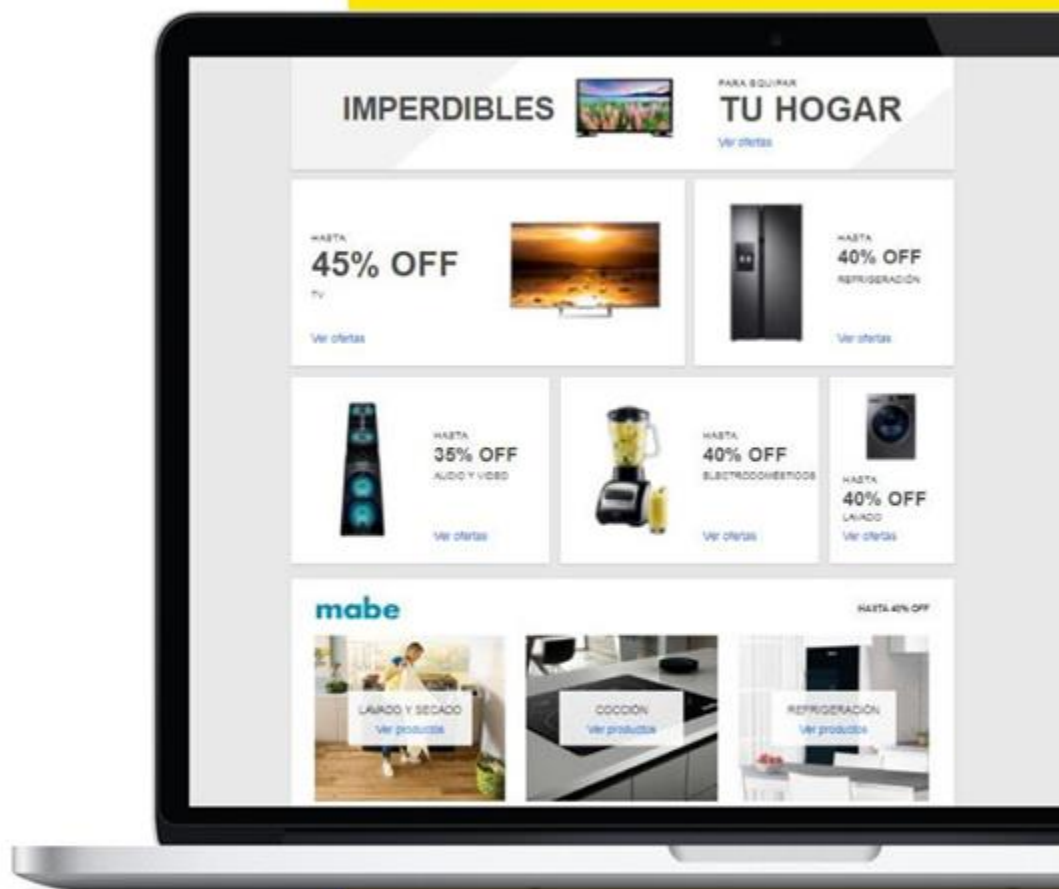 IMPERDIBLES
PARA EQUIPAR
TU HOGAR
Ver ofertas
HASTA
45% OFF
TV
Ver ofertas
HASTA
40% OFF
REFRIGERACIÓN
Ver ofertas
HASTA
35% OFF
AUDIO Y VIDEO
Ver ofertas
HASTA
40% OFF
ELECTRODOMÉSTICOS
Ver ofertas
HASTA
40% OFF
LAVADO
Ver ofertas
mabe
HASTA 40% OFF
LAVADO Y SECADO
Ver productos
COCCIÓN
Ver productos
REFRIGERACIÓN
Ver productos